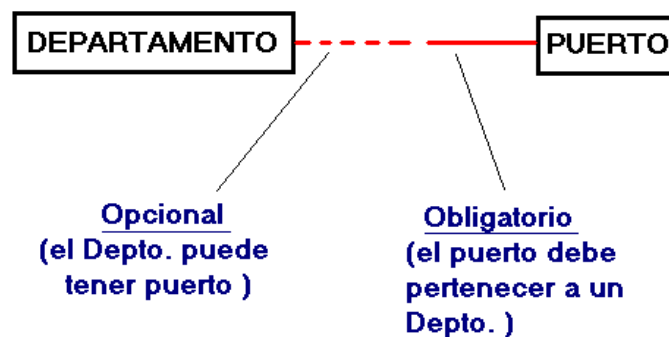 DEPARTAMENTO
PUERTO
Opcional
(el Depto. puede
tener puerto )
Obligatorio
(el puerto debe
pertenecer a un
Depto. )